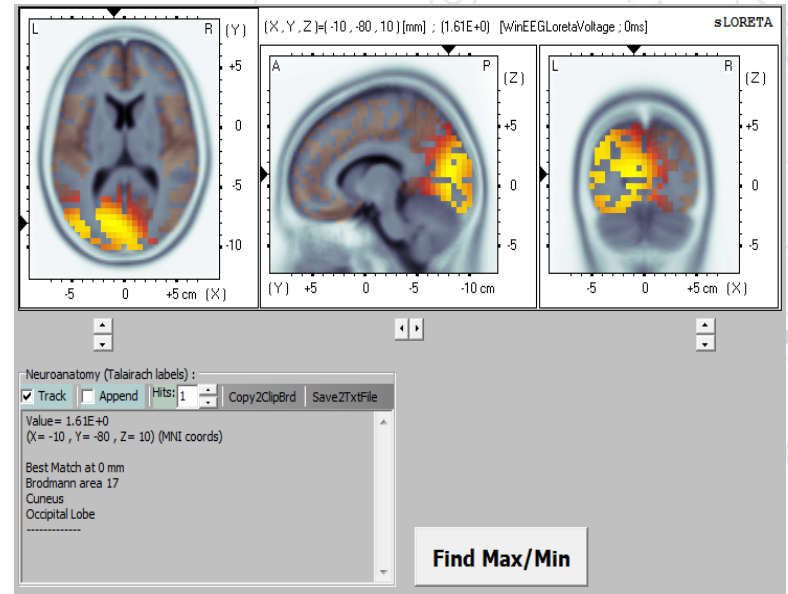 L R (Y)
+5
0
-5
-10
-5 0 +5 cm (X)
(X, Y, Z)=( -10 , -80 , 10 ) [mm] ; (1.61E+0) [WinEEGLoretaVoltage ; 0ms]
sLORETA
A P (Z)
+5
0
-5
(Y) +5 0 -5 -10 cm
L R (Z)
+5
0
-5
-5 0 +5 cm (X)
Neuroanatomy (Talairach labels) :
Track Append Hits: 1 Copy2ClipBrd Save2TxtFile
Value= 1.61E+0
(X= -10 , Y= -80 , Z= 10) (MNI coords)
Best Match at 0 mm
Brodmann area 17
Cuneus
Occipital Lobe
-------------
Find Max/Min